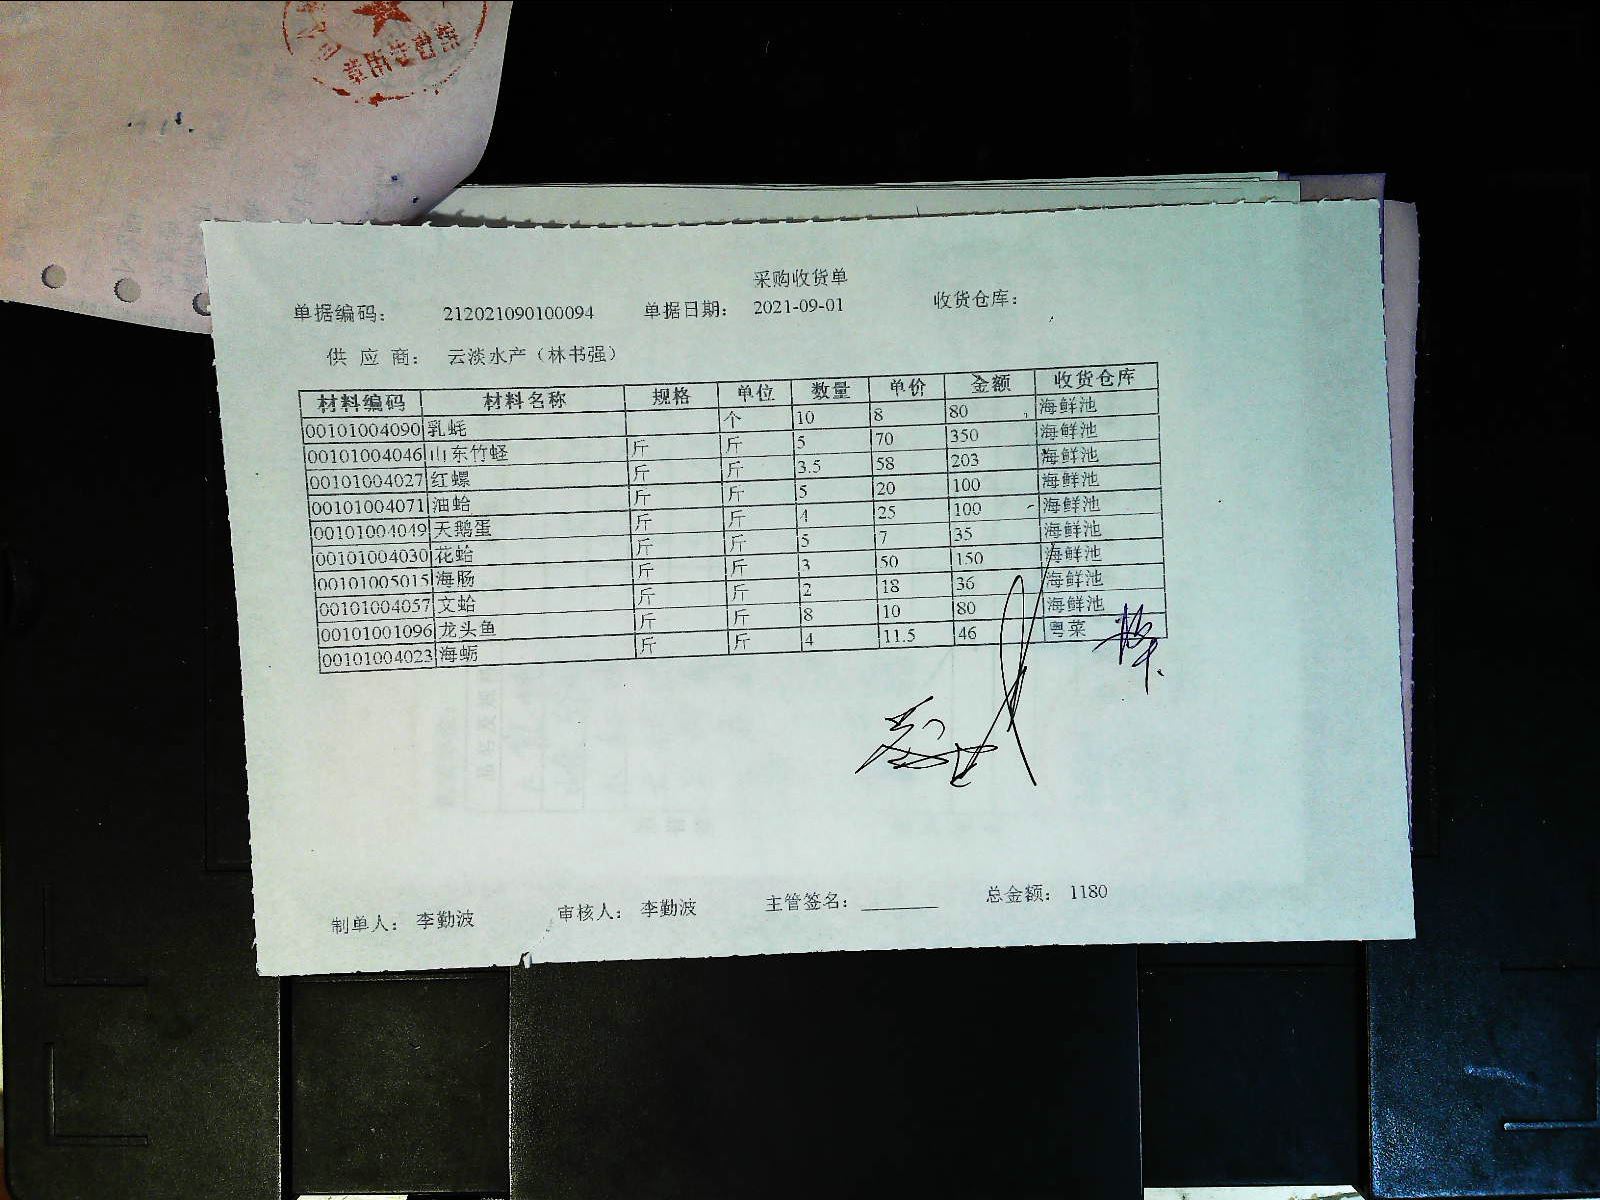 专用章
采购收货单
单据编码： 212021090100094 单据日期： 2021-09-01 收货仓库：
供 应 商： 云淡水产（林书强）
材料编码 材料名称 规格 单位 数量 单价 金额 收货仓库
00101004090 乳蚝 个 10 8 80 海鲜池
00101004046 山东竹蛏 斤 斤 5 70 350 海鲜池
00101004027 红螺 斤 斤 3.5 58 203 海鲜池
00101004071 油蛤 斤 斤 5 20 100 海鲜池
00101004049 天鹅蛋 斤 斤 4 25 100 海鲜池
00101004030 花蛤 斤 斤 5 7 35 海鲜池
00101005015 海肠 斤 斤 3 50 150 海鲜池
00101004057 文蛤 斤 斤 2 18 36 海鲜池
00101001096 龙头鱼 斤 斤 8 10 80 海鲜池
00101004023 海蛎 斤 斤 4 11.5 46 粤菜
制单人： 李勤波 审核人： 李勤波 主管签名： 总金额： 1180